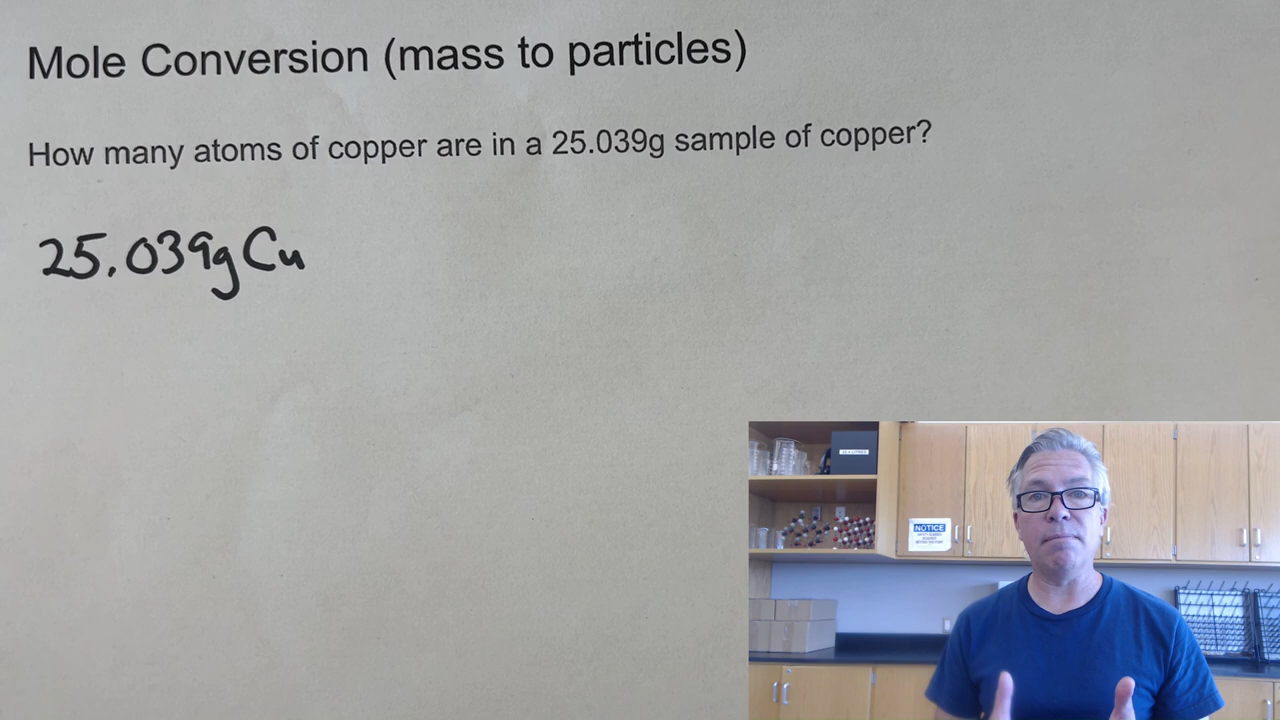 Mole Conversion (mass to particles)
How many atoms of copper are in a 25.039g sample of copper?
25.039g Cu
NOTICE